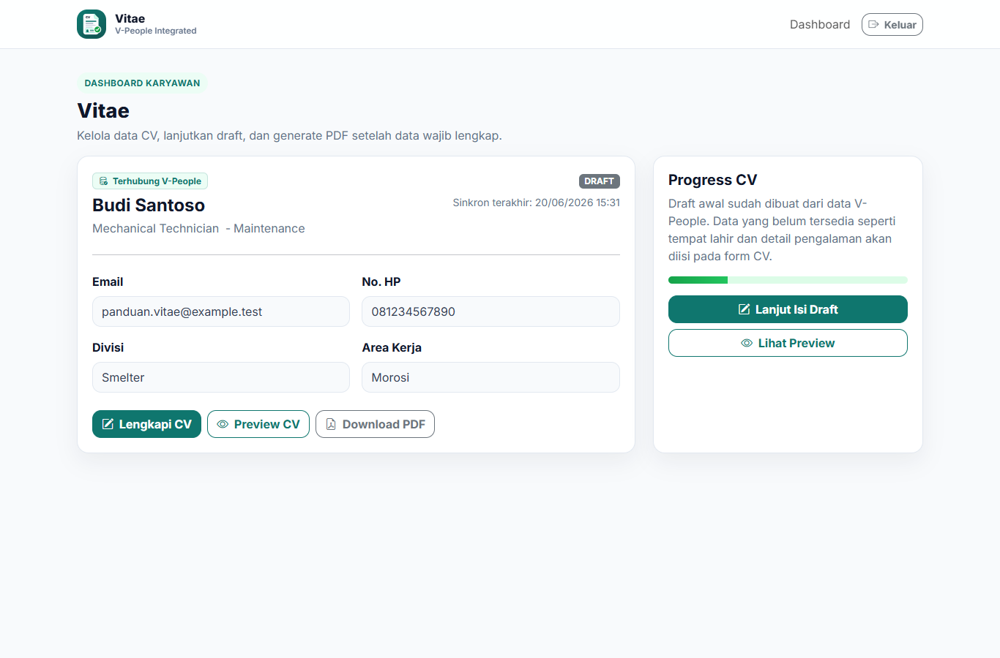 CV
Vitae
V-People Integrated
Dashboard
Keluar
DASHBOARD KARYAWAN
Vitae
Kelola data CV, lanjutkan draft, dan generate PDF setelah data wajib lengkap.
Terhubung V-People
DRAFT
Budi Santoso
Sinkron terakhir: 20/06/2026 15:31
Mechanical Technician - Maintenance
Email
No. HP
panduan.vitae@example.test
081234567890
Divisi
Area Kerja
Smelter
Morosi
Lengkapi CV
Preview CV
Download PDF
Progress CV
Draft awal sudah dibuat dari data V-
People. Data yang belum tersedia seperti
tempat lahir dan detail pengalaman akan
diisi pada form CV.
Lanjut Isi Draft
Lihat Preview